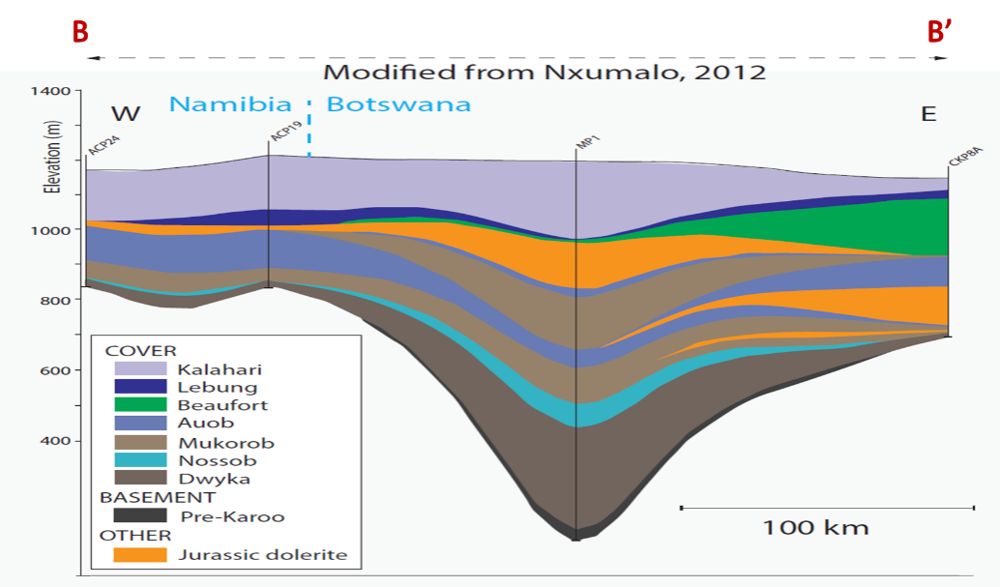 B B’
Modified from Nxumalo, 2012
1400
W Namibia Botswana E
ACP24 ACP19 MP1 CKP8A
Elevation (m)
1000
800
600
400
COVER
Kalahari
Lebung
Beaufort
Auob
Mukorob
Nossob
Dwyka
BASEMENT
Pre-Karoo
OTHER
Jurassic dolerite
100 km